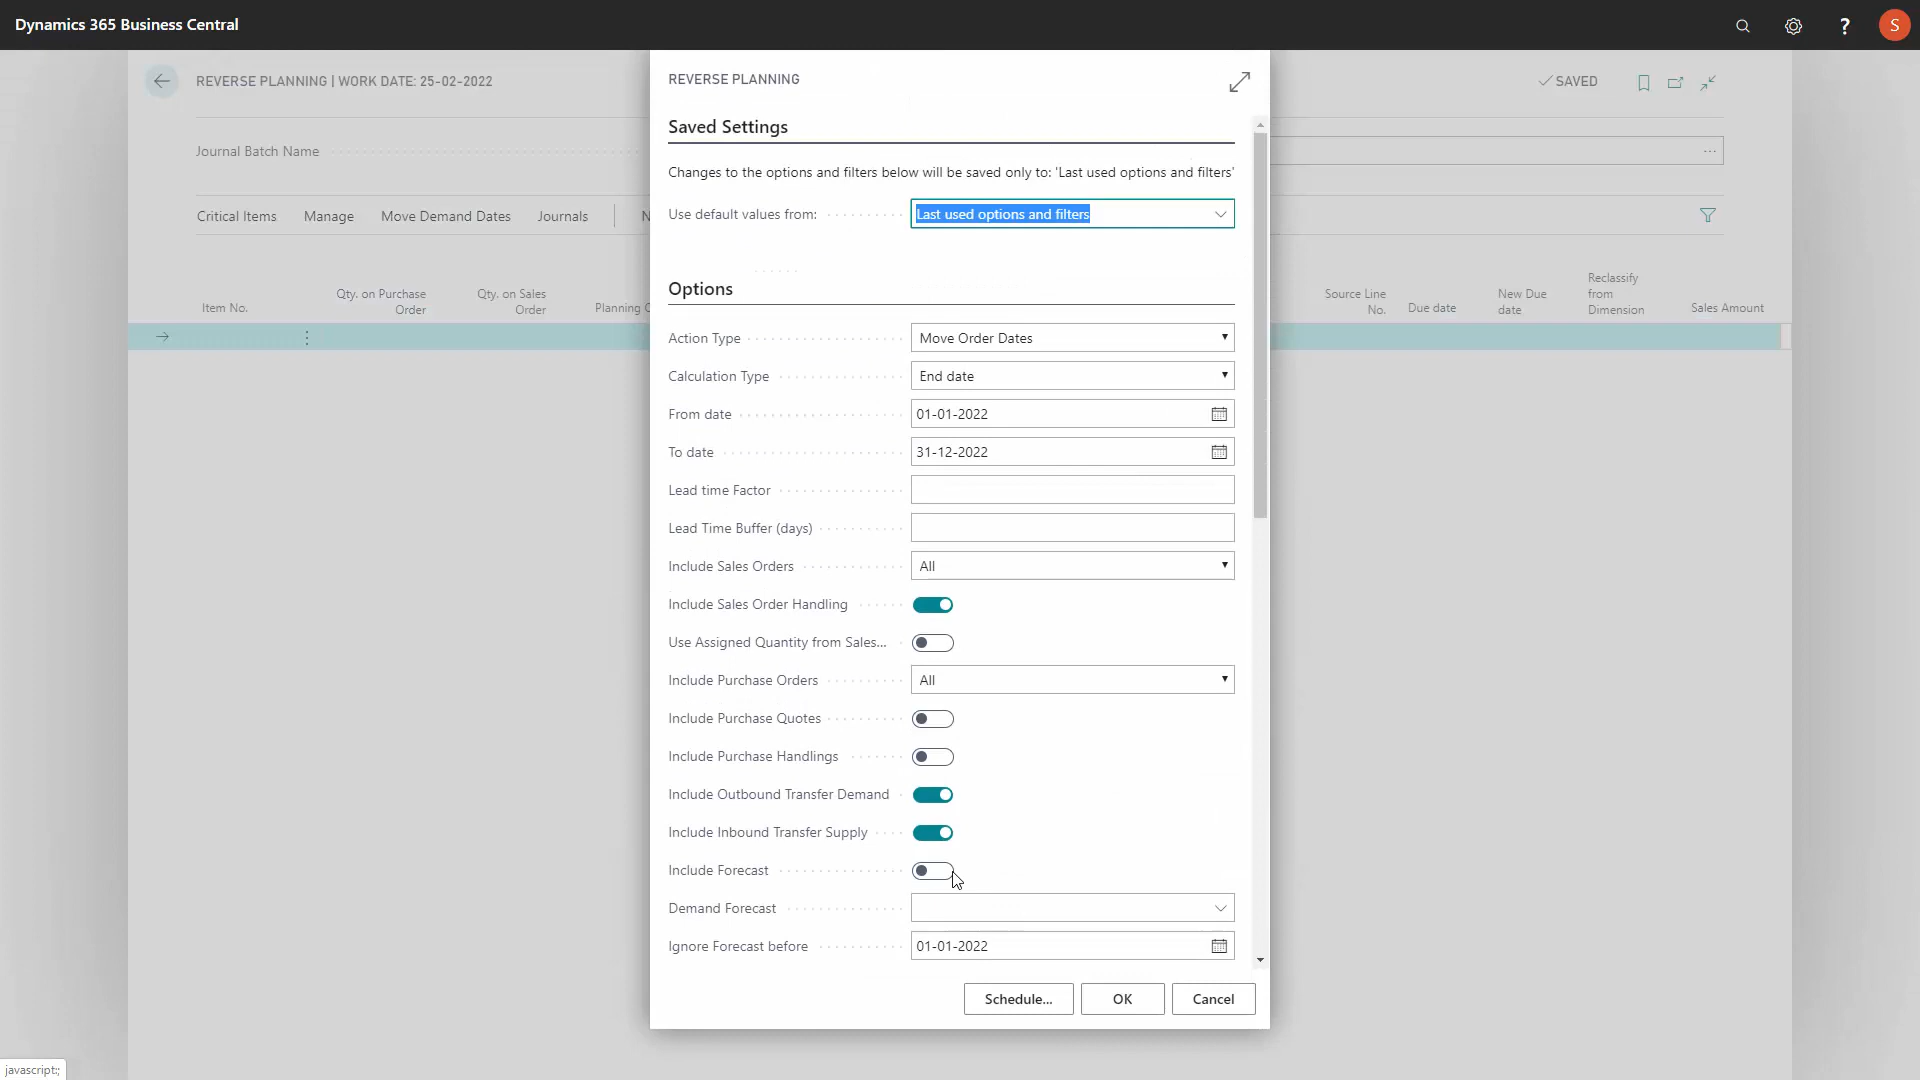 Dynamics 365 Business Central
?
S
REVERSE PLANNING | WORK DATE: 25-02-2022
SAVED
Journal Batch Name
...
Critical Items
Manage
Move Demand Dates
Journals
Item No.
Qty. on Purchase
Order
Qty. on Sales
Order
Planning
Source Line
No.
Due date
New Due
date
Reclassify
from
Dimension
Sales Amount
REVERSE PLANNING
Saved Settings
Changes to the options and filters below will be saved only to: 'Last used options and filters'
Use default values from:
Last used options and filters
Options
Action Type
Move Order Dates
Calculation Type
End date
From date
01-01-2022
To date
31-12-2022
Lead time Factor
Lead Time Buffer (days)
Include Sales Orders
All
Include Sales Order Handling
Use Assigned Quantity from Sales...
Include Purchase Orders
All
Include Purchase Quotes
Include Purchase Handlings
Include Outbound Transfer Demand
Include Inbound Transfer Supply
Include Forecast
Demand Forecast
Ignore Forecast before
01-01-2022
Schedule...
OK
Cancel
javascript:;